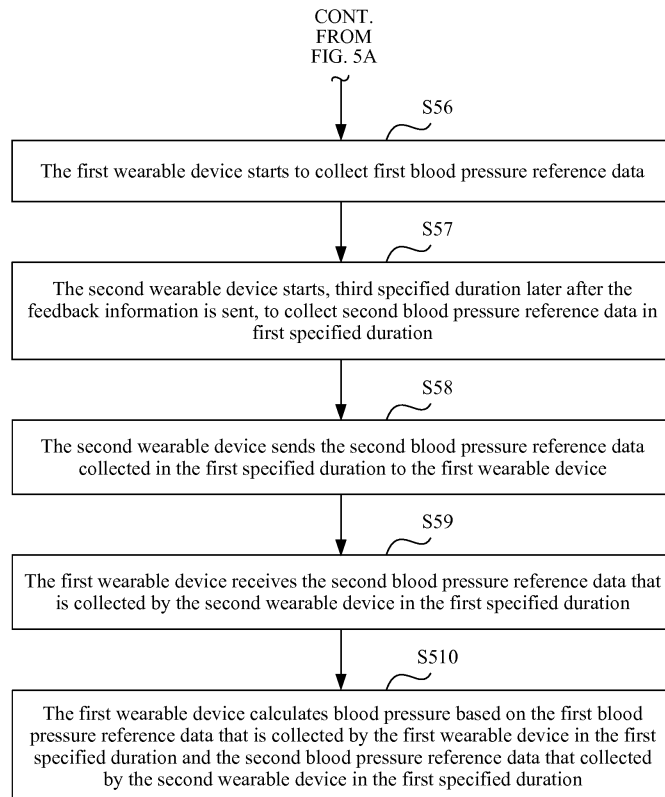 CONT.
FROM
FIG. 5A
S56
The first wearable device starts to collect first blood pressure reference data
S57
The second wearable device starts, third specified duration later after the
feedback information is sent, to collect second blood pressure reference data in
first specified duration
S58
The second wearable device sends the second blood pressure reference data
collected in the first specified duration to the first wearable device
S59
The first wearable device receives the second blood pressure reference data that
is collected by the second wearable device in the first specified duration
S510
The first wearable device calculates blood pressure based on the first blood
pressure reference data that is collected by the first wearable device in the first
specified duration and the second blood pressure reference data that collected
by the second wearable device in the first specified duration